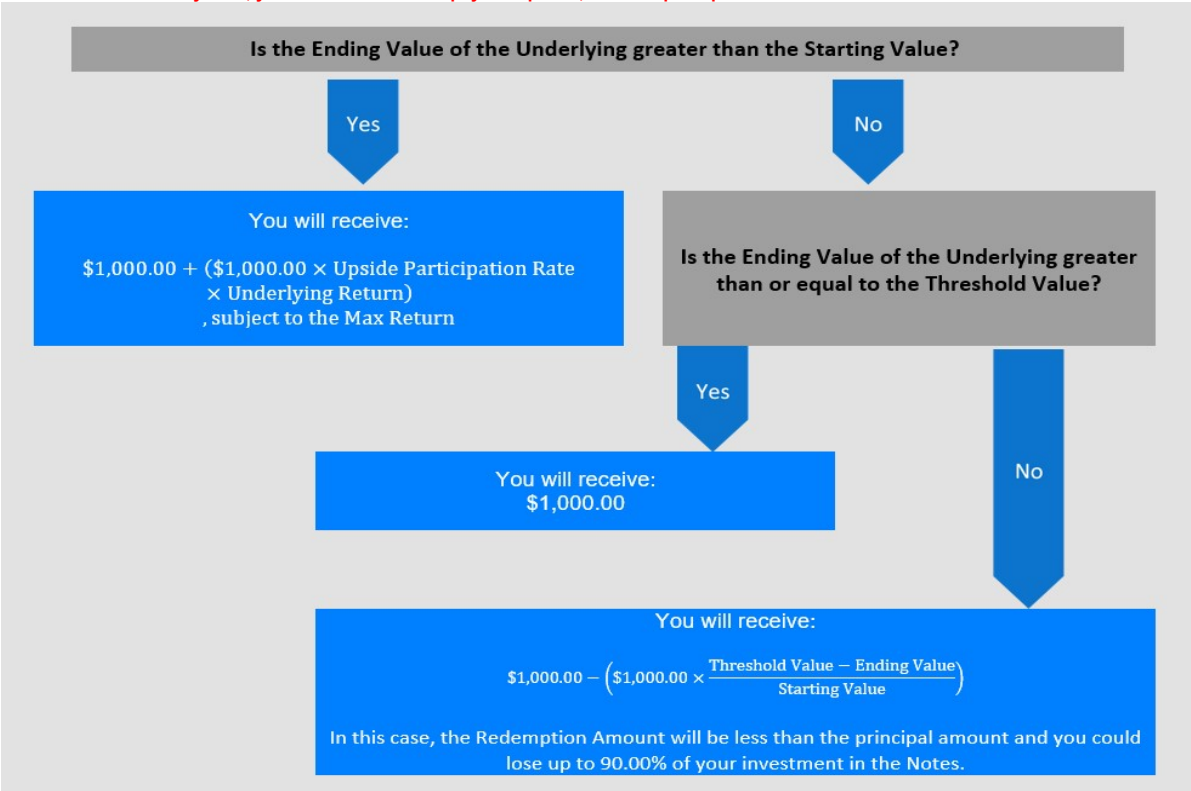 Is the Ending Value of the Underlying greater than the Starting Value?
Yes
No
You will receive:
$1,000.00 + ($1,000.00 × Upside Participation Rate
× Underlying Return)
, subject to the Max Return
Is the Ending Value of the Underlying greater
than or equal to the Threshold Value?
Yes
You will receive:
$1,000.00
No
You will receive:
$1,000.00 − ($1,000.00 × (Threshold Value − Ending Value) / Starting Value)
In this case, the Redemption Amount will be less than the principal amount and you could
lose up to 90.00% of your investment in the Notes.